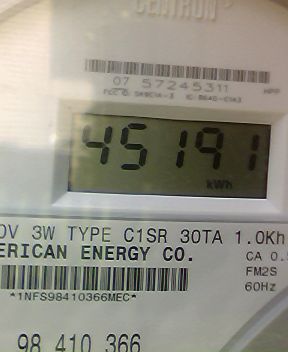 CENTRON
07 57245311
45191
kWh
0V 3W TYPE C1SR 30TA 1.0Kh
ERICAN ENERGY CO.
CA 0.5
FM2S
60Hz
*1NFS98410366MEC*
98 410 366